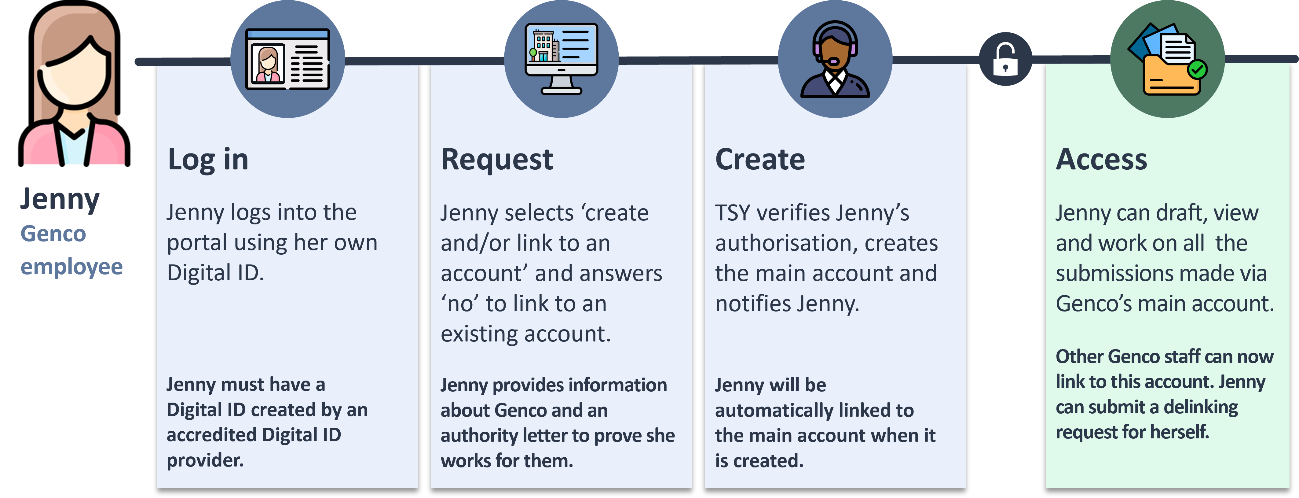 Jenny
Genco
employee
Log in
Jenny logs into the
portal using her own
Digital ID.
Jenny must have a
Digital ID created by an
accredited Digital ID
provider.
Request
Jenny selects ‘create
and/or link to an
account’ and answers
‘no’ to link to an
existing account.
Jenny provides information
about Genco and an
authority letter to prove she
works for them.
Create
TSY verifies Jenny’s
authorisation, creates
the main account and
notifies Jenny.
Jenny will be
automatically linked to
the main account when it
is created.
Access
Jenny can draft, view
and work on all the
submissions made via
Genco’s main account.
Other Genco staff can now
link to this account. Jenny
can submit a delinking
request for herself.